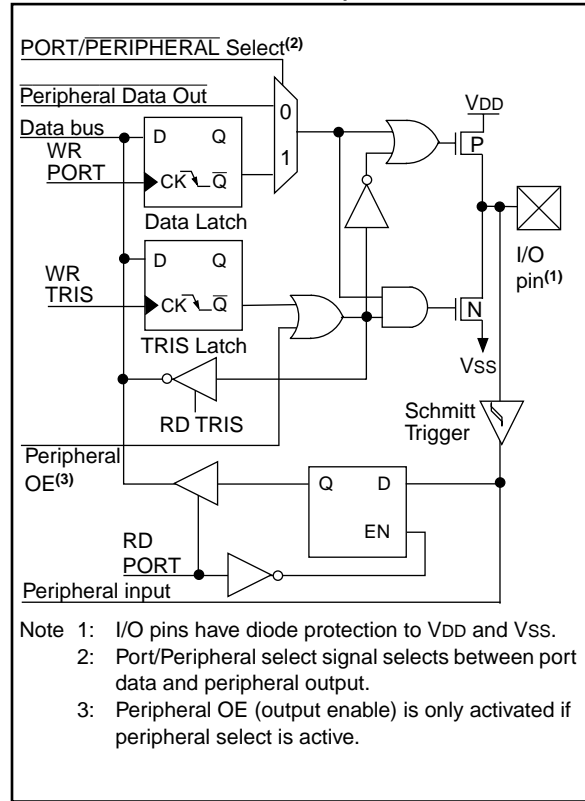 PORT/PERIPHERAL Select(2)
Peripheral Data Out
Data bus
WR
PORT
D Q
CK Q
Data Latch
0
1
VDD
P
I/O
pin(1)
WR
TRIS
D Q
CK Q
TRIS Latch
N
VSS
RD TRIS
Schmitt
Trigger
Peripheral
OE(3)
Q D
EN
RD
PORT
Peripheral input
Note 1: I/O pins have diode protection to VDD and VSS.
2: Port/Peripheral select signal selects between port
data and peripheral output.
3: Peripheral OE (output enable) is only activated if
peripheral select is active.